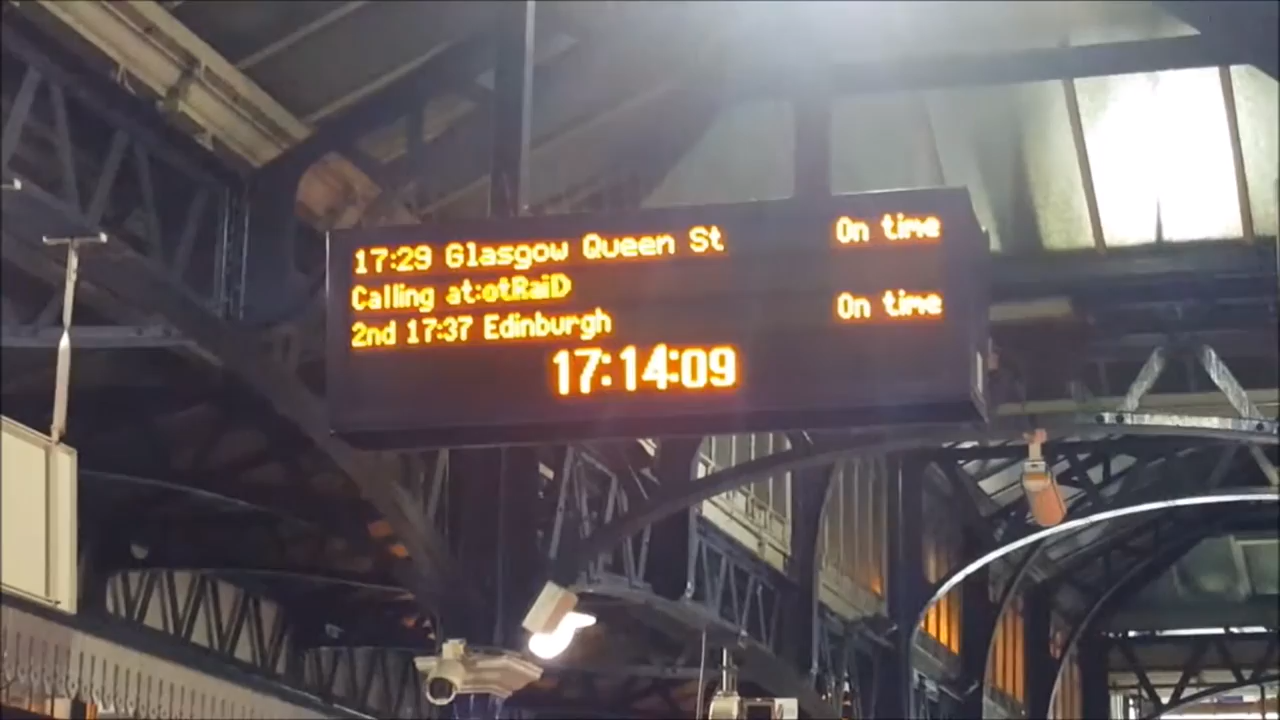 17:29 Glasgow Queen St On time
Calling at:otRaiD
2nd 17:37 Edinburgh On time
17:14:09